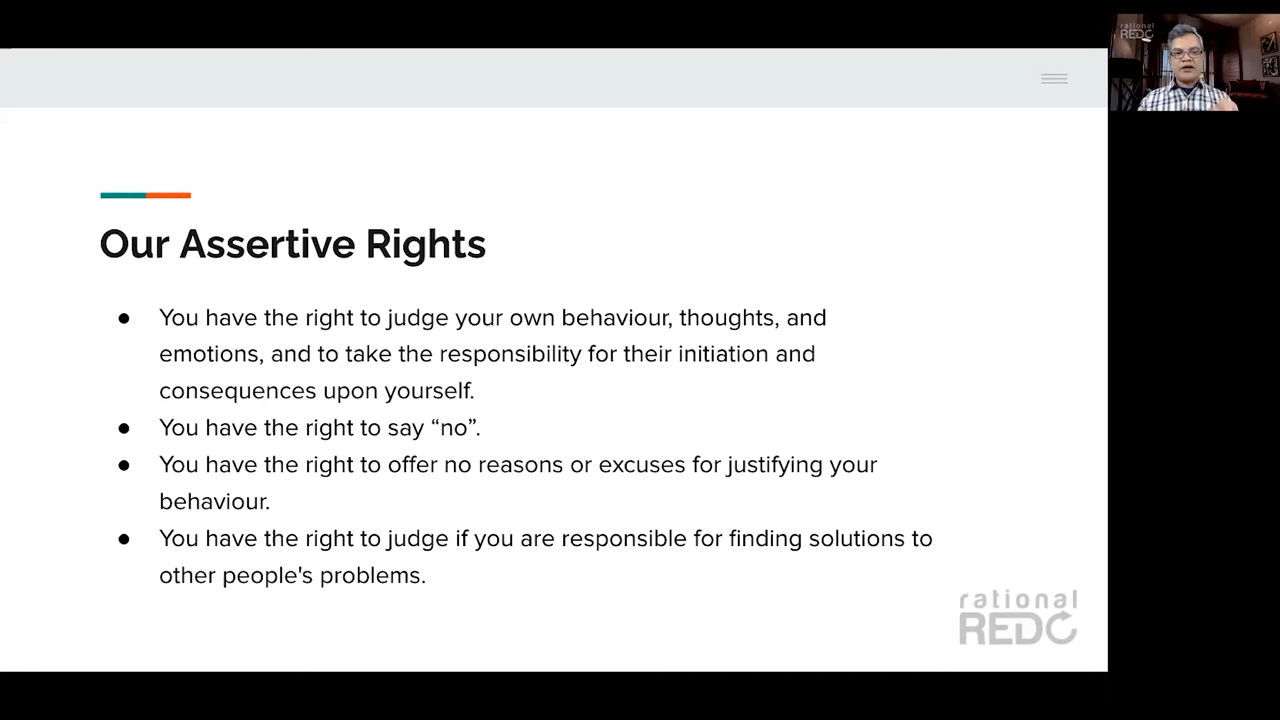 rational
REDO
Our Assertive Rights
● You have the right to judge your own behaviour, thoughts, and
emotions, and to take the responsibility for their initiation and
consequences upon yourself.
● You have the right to say “no”.
● You have the right to offer no reasons or excuses for justifying your
behaviour.
● You have the right to judge if you are responsible for finding solutions to
other people's problems.
rational
REDO